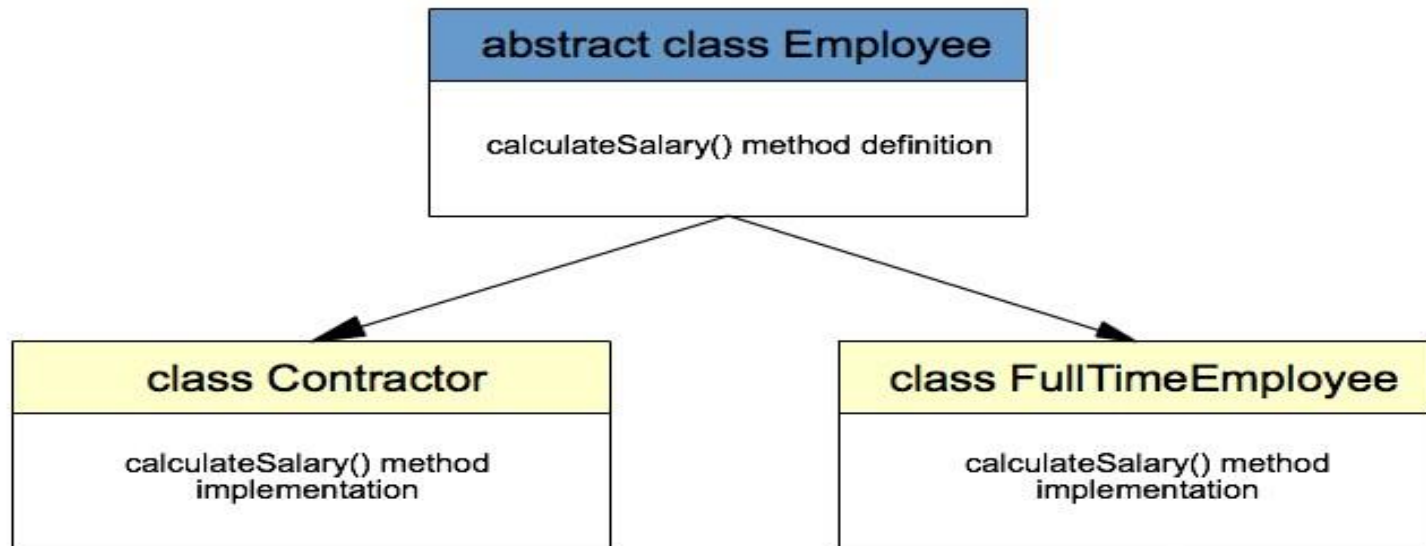 abstract class Employee
calculateSalary() method definition
class Contractor
calculateSalary() method
implementation
class FullTimeEmployee
calculateSalary() method
implementation